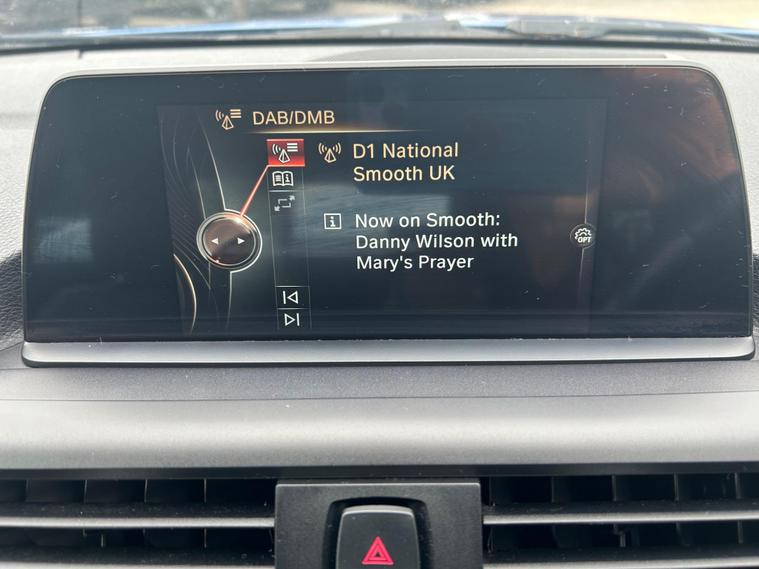 DAB/DMB
D1 National
Smooth UK
Now on Smooth:
Danny Wilson with
Mary's Prayer
OPT